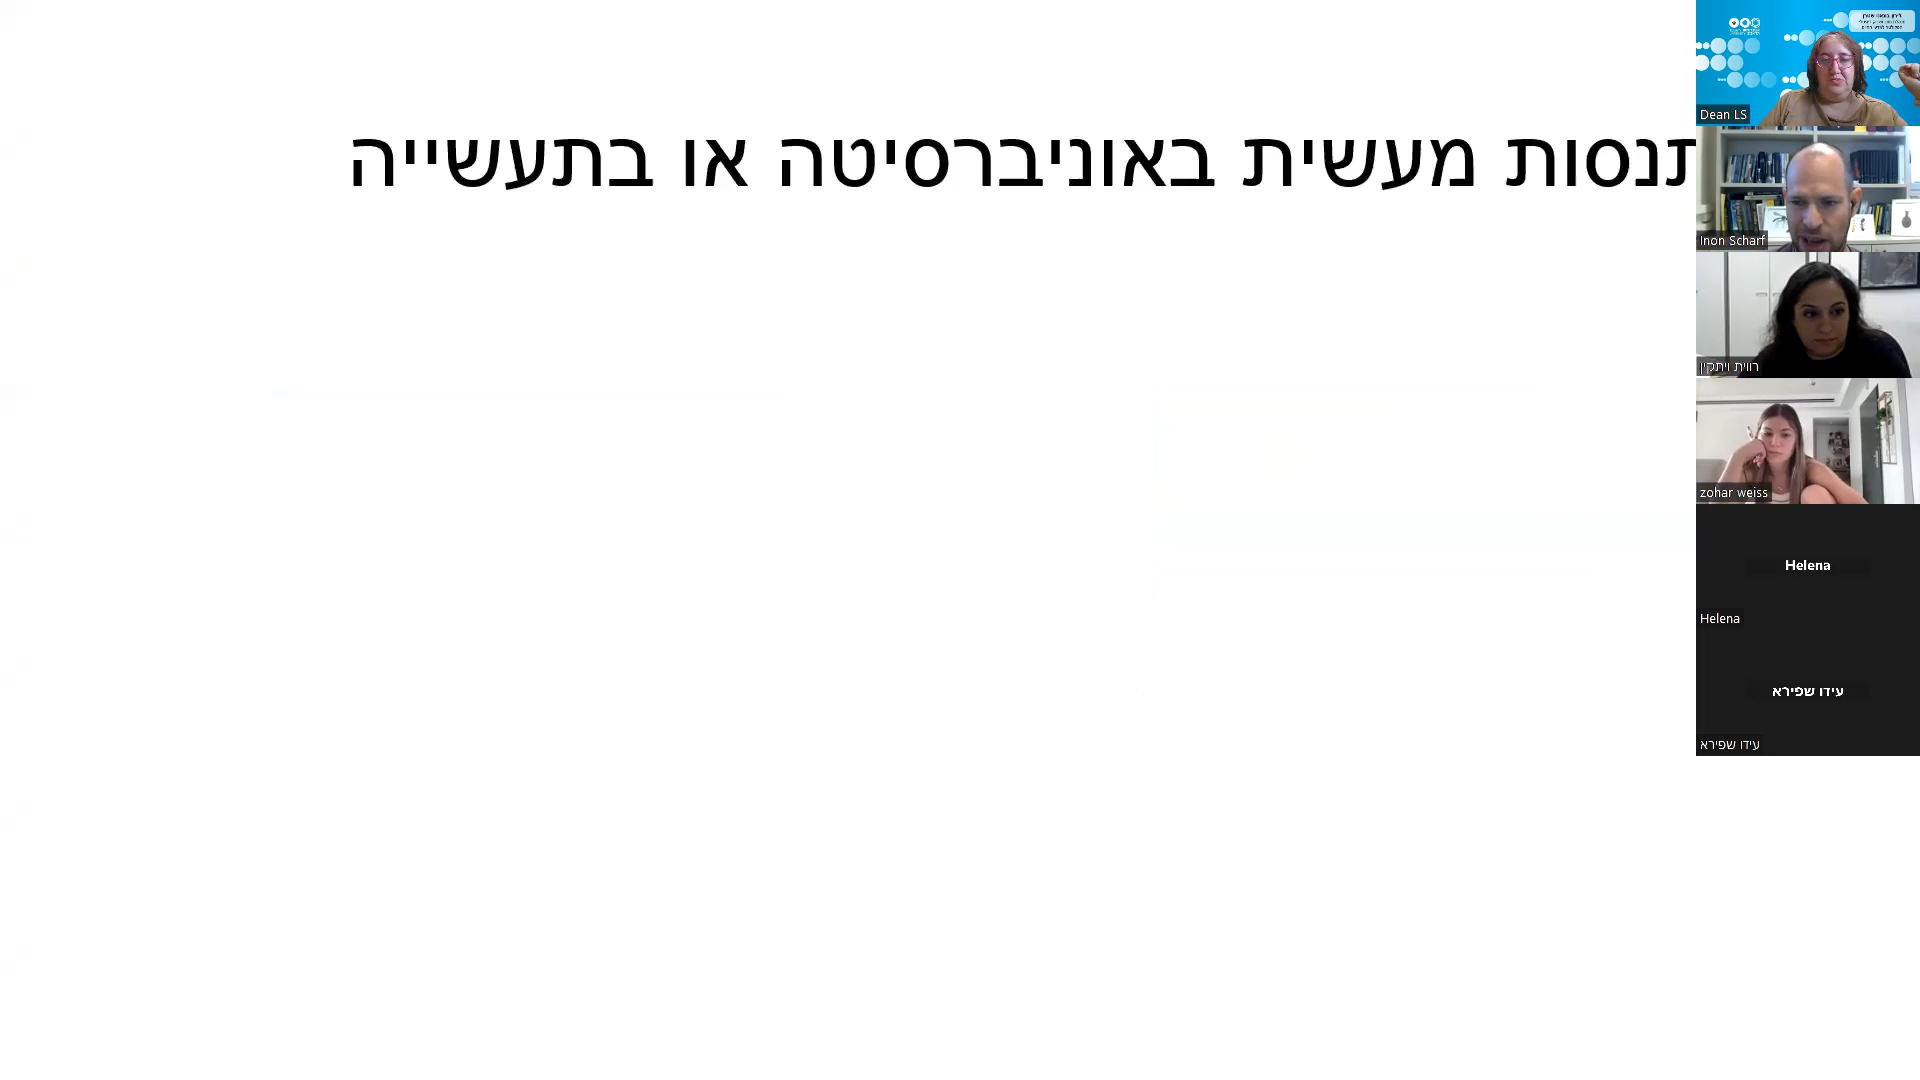 תנסות מעשית באוניברסיטה או בתעשייה
Dean LS
Inon Scharf
רווית ויתקין
zohar weiss
Helena
Helena
עידו שפירא
עידו שפירא